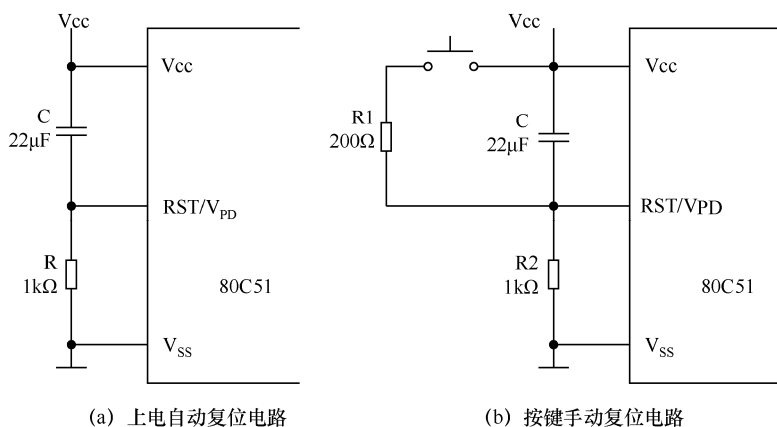 Vcc
Vcc
C
22μF
RST/VPD
R
1kΩ
80C51
VSS
(a) 上电自动复位电路
Vcc
Vcc
R1
200Ω
C
22μF
RST/VPD
R2
1kΩ
80C51
VSS
(b) 按键手动复位电路